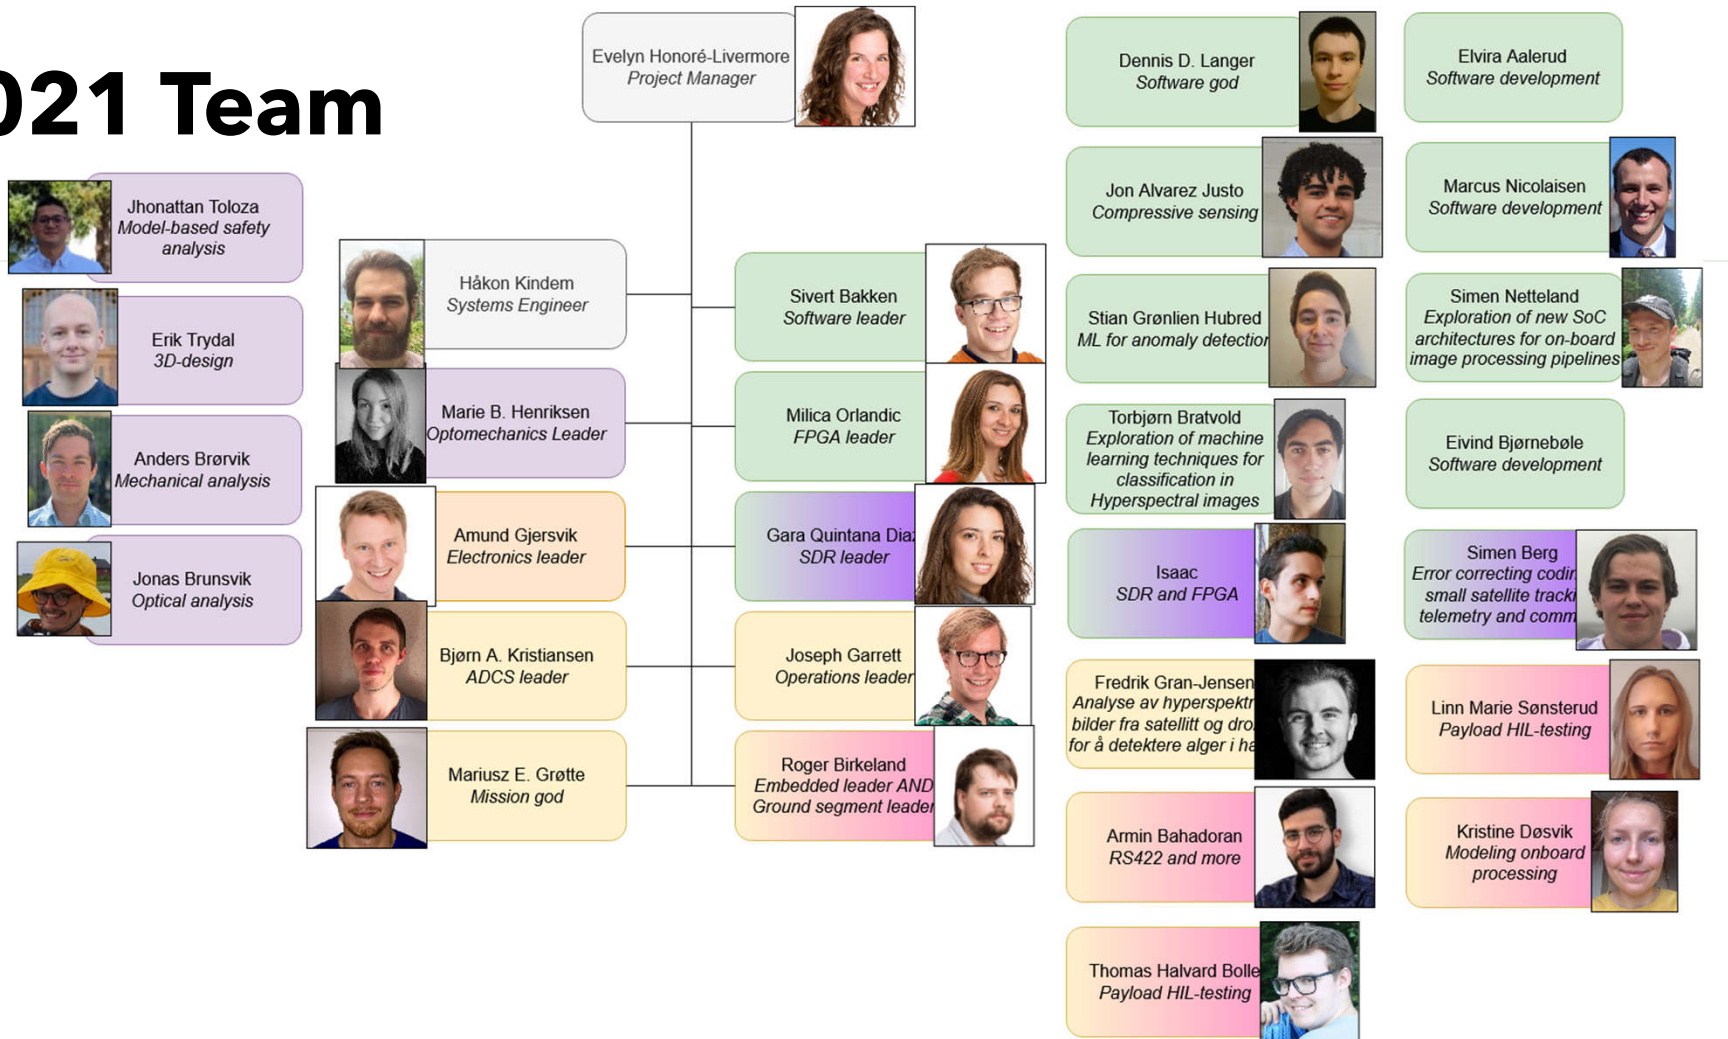 021 Team
Evelyn Honoré-Livermore
Project Manager
Jhonattan Toloza
Model-based safety
analysis
Erik Trydal
3D-design
Anders Brørvik
Mechanical analysis
Jonas Brunsvik
Optical analysis
Håkon Kindem
Systems Engineer
Marie B. Henriksen
Optomechanics Leader
Amund Gjersvik
Electronics leader
Bjørn A. Kristiansen
ADCS leader
Mariusz E. Grøtte
Mission god
Sivert Bakken
Software leader
Milica Orlandic
FPGA leader
Gara Quintana Diaz
SDR leader
Joseph Garrett
Operations leader
Roger Birkeland
Embedded leader AND
Ground segment leader
Dennis D. Langer
Software god
Jon Alvarez Justo
Compressive sensing
Stian Grønlien Hubred
ML for anomaly detection
Torbjørn Bratvold
Exploration of machine
learning techniques for
classification in
Hyperspectral images
Isaac
SDR and FPGA
Fredrik Gran-Jensen
Analyse av hyperspektr
bilder fra satellitt og dro
for å detektere alger i ha
Armin Bahadoran
RS422 and more
Thomas Halvard Bolle
Payload HIL-testing
Elvira Aalerud
Software development
Marcus Nicolaisen
Software development
Simen Netteland
Exploration of new SoC
architectures for on-board
image processing pipelines
Eivind Bjørnebøle
Software development
Simen Berg
Error correcting codin
small satellite tracki
telemetry and comm
Linn Marie Sønsterud
Payload HIL-testing
Kristine Døsvik
Modeling onboard
processing